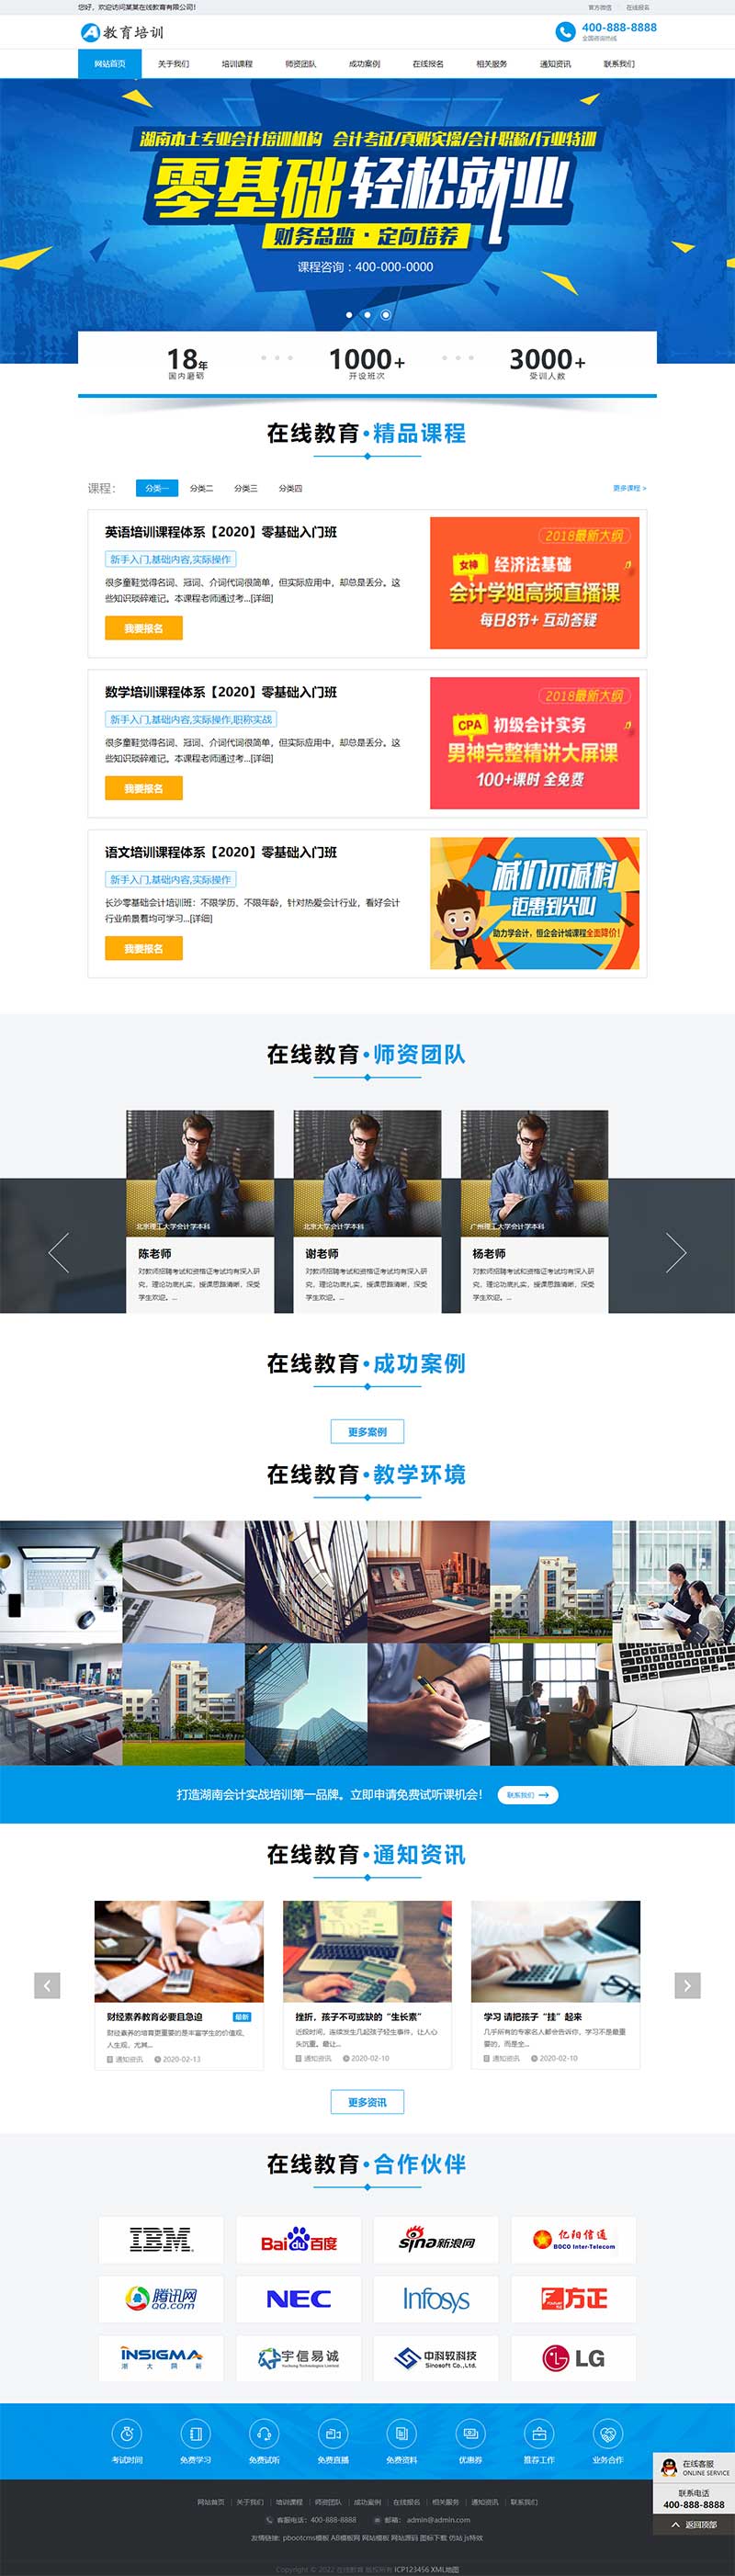 您好，欢迎访问某某在线教育有限公司！
官方微信 在线报名
教育培训
400-888-8888
全国咨询热线
网站首页 关于我们 培训课程 师资团队 成功案例 在线报名 相关服务 通知资讯 联系我们
湖南本土专业会计培训机构 会计考证/真账实操/会计职称/行业特训
零基础轻松就业
财务总监·定向培养
课程咨询：400-000-0000
18年 1000+ 3000+
国内磨砺 开设班次 受训人数
在线教育·精品课程
课程： 分类一 分类二 分类三 分类四 更多课程 >
英语培训课程体系【2020】零基础入门班
新手入门,基础内容,实际操作
很多童鞋觉得名词、冠词、介词代词很简单，但实际应用中，却总是丢分。这
些知识琐碎难记。本课程老师通过考...[详细]
我要报名
2018最新大纲
女神 经济法基础
会计学姐高频直播课
每日8节+ 互动答疑
数学培训课程体系【2020】零基础入门班
新手入门,基础内容,实际操作,职称实战
很多童鞋觉得名词、冠词、介词代词很简单，但实际应用中，却总是丢分。这
些知识琐碎难记。本课程老师通过考...[详细]
我要报名
2018最新大纲
CPA 初级会计实务
男神完整精讲大屏课
100+课时 全免费
语文培训课程体系【2020】零基础入门班
新手入门,基础内容,实际操作
长沙零基础会计培训班：不限学历、不限年龄，针对热爱会计行业，看好会计
行业前景着均可学习...[详细]
我要报名
减价不减料
钜惠到尖叫
助力学会计，恒企会计城课程全面降价！
在线教育·师资团队
北京理工大学会计学本科 北京大学会计学本科 广州理工大学会计学本科
陈老师 谢老师 杨老师
对教师招聘考试和资格证考试均有深入研 对教师招聘考试和资格证考试均有深入研 对教师招聘考试和资格证考试均有深入研
究，理论功底扎实，授课思路清晰，深受 究，理论功底扎实，授课思路清晰，深受 究，理论功底扎实，授课思路清晰，深受
学生欢迎。... 学生欢迎。... 学生欢迎。...
在线教育·成功案例
更多案例
在线教育·教学环境
打造湖南会计实战培训第一品牌。立即申请免费试听课机会！ 联系我们
在线教育·通知资讯
财经素养教育必要且急迫 最新 挫折，孩子不可或缺的“生长素” 学习 请把孩子“挂”起来
财经素养的培育更重要的是丰富学生的价值观、 近段时间，连续发生几起孩子轻生事件，让人心 几乎所有的专家名人都会告诉你，学习不是最重
人生观，尤其... 头沉重。最让... 要的，而是全...
通知资讯 2020-02-13 通知资讯 2020-02-10 通知资讯 2020-02-10
更多资讯
在线教育·合作伙伴
IBM Bai du 百度 sina新浪网 亿阳信通
BOCO Inter-Telecom
腾讯网 QQ.com NEC Infosys 方正
INSIGMA 浙大网新 宇信易诚 中科软科技 Sinosoft Co.,Ltd. LG
考试时间 免费学习 免费试听 免费直播 免费资料 优惠券 推荐工作 业务合作
在线客服
ONLINE SERVICE
联系电话
400-888-8888
返回顶部
网站首页 关于我们 培训课程 师资团队 成功案例 在线报名 相关服务 通知资讯 联系我们
客服电话：400-888-8888 邮箱： admin@admin.com
友情链接: pbootcms模板 AB模板网 网站模板 网站源码 图标下载 仿站 js特效
Copyright © 2022 在线教育 版权所有 ICP123456 XML地图